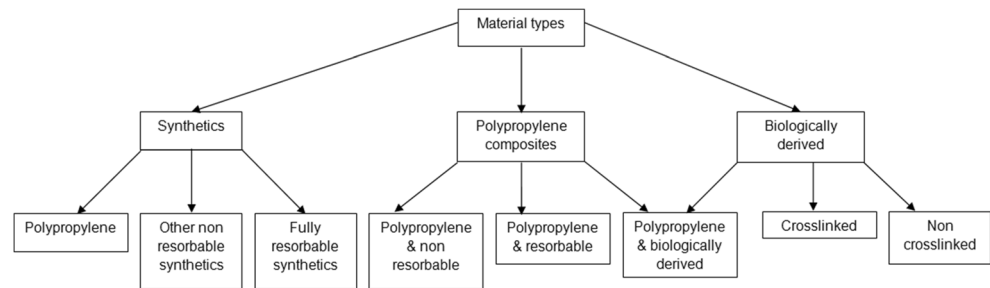 Material types
Synthetics
Polypropylene
composites
Biologically
derived
Polypropylene
Other non
resorbable
synthetics
Fully
resorbable
synthetics
Polypropylene
& non
resorbable
Polypropylene
& resorbable
Polypropylene
& biologically
derived
Crosslinked
Non
crosslinked